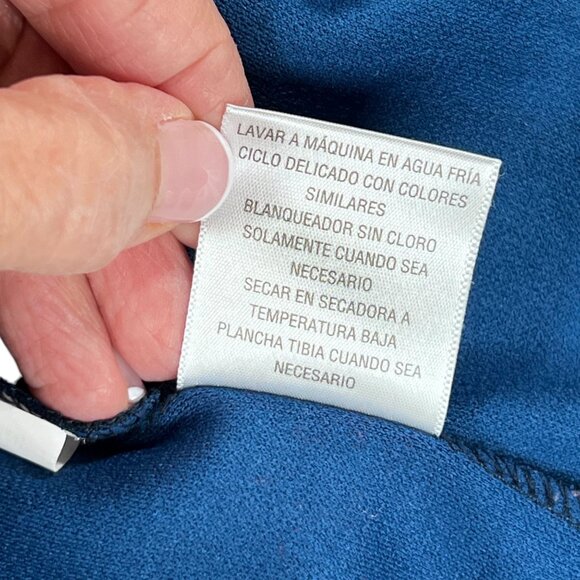 LAVAR A MÁQUINA EN AGUA FRÍA
CICLO DELICADO CON COLORES
SIMILARES
BLANQUEADOR SIN CLORO
SOLAMENTE CUANDO SEA
NECESARIO
SECAR EN SECADORA A
TEMPERATURA BAJA
PLANCHA TIBIA CUANDO SEA
NECESARIO